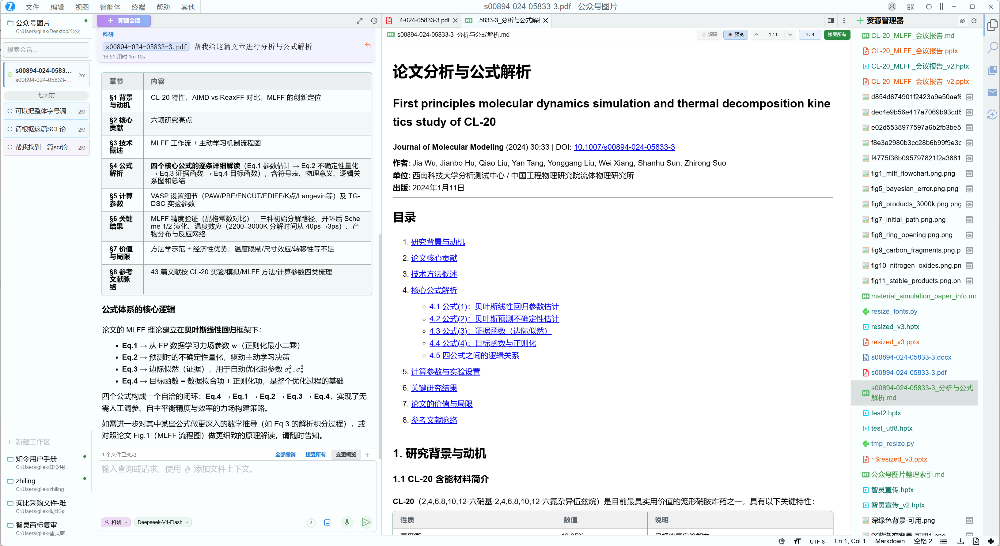 文件 编辑 视图 智能体 终端 帮助 其他
s00894-024-05833-3.pdf - 公众号图片
公众号图片
C:/Users/gliek/Desktop/公众...
搜索会话...
s00894-024-0583... 2m
s00894-024-05833-...
七天前
可以把整体字号调... 2M
请根据这篇SCI 论... 2M
帮我找到一篇sci论... 2M
新建工作区
知令用户手册
C:/Users/gliek/知令用...
zhiling
C:/Users/gliek/zhiling
询比采购文件-难...
C:/Users/gliek/询比采...
智灵商标复审
C:/Users/gliek/智灵商...
新建会话
科研
s00894-024-05833-3.pdf 帮我给这篇文章进行分析与公式解析
16:51 用时 1m 10s
章节 内容
§1 背景与动机 CL-20 特性、AIMD vs ReaxFF 对比、MLFF 的创新定位
§2 核心贡献 六项研究亮点
§3 技术概述 MLFF 工作流 + 主动学习机制流程图
§4 公式解析 四个核心公式的逐条详细解读（Eq.1 参数估计 → Eq.2 不确定性量化
→ Eq.3 证据函数 → Eq.4 目标函数），含符号表、物理意义、逻辑关
系图和总结
§5 计算参数 VASP 设置细节（PAW/PBE/ENCUT/EDIFF/K点/Langevin等）及 TG-
DSC 实验参数
§6 关键结果 MLFF 精度验证（晶格常数对比）、三种初始分解路径、开环后 Sche
me 1/2 演化、温度效应（2200–3000K 分解时间从 40ps→3ps）、产
物分布与反应网络
§7 价值与局限 方法学示范 + 经济性优势；温度限制/尺寸效应/转移性等不足
§8 参考文献脉络 43 篇文献按 CL-20 实验/模拟/MLFF 方法/计算参数四类梳理
公式体系的核心逻辑
论文的 MLFF 理论建立在贝叶斯线性回归框架下：
• Eq.1 → 从 FP 数据学习力场参数 w（正则化最小二乘）
• Eq.2 → 预测时的不确定性量化，驱动主动学习决策
• Eq.3 → 边际似然（证据），用于自动优化超参数 σ_w^2, σ_v^2
• Eq.4 → 目标函数 = 数据拟合项 + 正则化项，是整个优化过程的基础
四个公式构成一个自洽的闭环：Eq.4 → Eq.1 → Eq.2 → Eq.3 → Eq.4，实现了无
需人工调参、自主平衡精度与效率的力场构建策略。
如需进一步对其中某些公式做更深入的数学推导（如 Eq.3 的解析积分过程），或
对照论文 Fig.1（MLFF 流程图）做更细致的原理解读，请随时告知。
1 个文件已变更 全部撤销 接受所有 变更概览
输入查询或请求，使用 @ 添加文件上下文。
科研 Deepseek-V4-Flash 3
...4-024-05833-3.pdf ...5833-3_分析与公式解析
s00894-024-05833-3_分析与公式解析.md 源码 预览 1 / 1 4 / 4 接受所有
论文分析与公式解析
First principles molecular dynamics simulation and thermal decomposition kine
tics study of CL-20
Journal of Molecular Modeling (2024) 30:33 | DOI: 10.1007/s00894-024-05833-3
作者: Jia Wu, Jianbo Hu, Qiao Liu, Yan Tang, Yonggang Liu, Wei Xiang, Shanhu Sun, Zhirong Suo
单位: 西南科技大学分析测试中心 / 中国工程物理研究院流体物理研究所
出版: 2024年1月11日
目录
1. 研究背景与动机
2. 论文核心贡献
3. 技术方法概述
4. 核心公式解析
4.1 公式(1)：贝叶斯线性回归参数估计
4.2 公式(2)：贝叶斯预测不确定性估计
4.3 公式(3)：证据函数（边际似然）
4.4 公式(4)：目标函数与正则化
4.5 四公式之间的逻辑关系
5. 计算参数与实验设置
6. 关键研究结果
7. 论文的价值与局限
8. 参考文献脉络
1. 研究背景与动机
1.1 CL-20 含能材料简介
CL-20（2,4,6,8,10,12-六硝基-2,4,6,8,10,12-六氮杂异伍兹烷）是目前最具实用价值的笼形硝胺炸药之一，具有以下关键特性：
性质 数值 说明
资源管理器
CL-20_MLFF_会议报告.md
CL-20_MLFF_会议报告.pptx
CL-20_MLFF_会议报告_v2.hptx
CL-20_MLFF_会议报告_v2.pptx
d854d674901f2423a9e50aef6
dec4e9b56e417a7069b93cd8
e02d5538977597a6b2fb3be5
f8e3a2980b3cc28b6b99f9e3c
f4775f36b095797821f2a3881
fig1_mlff_flowchart.png.png
fig5_bayesian_error.png.png
fig6_products_3000k.png.png
fig7_initial_path.png.png
fig8_ring_opening.png.png
fig9_carbon_fragments.png.p
fig10_nitrogen_oxides.png.pn
fig11_stable_products.png.pn
material_simulation_paper_info.md
resize_fonts.py
resized_v3.hptx
resized_v3.pptx
s00894-024-05833-3.docx
s00894-024-05833-3.pdf
s00894-024-05833-3_分析与公式
解析.md
test2.hptx
test_utf8.hptx
tmp_resize.py
~$resized_v3.pptx
公众号图片整理索引.md
智灵宣传.hptx
智灵宣传_v2.hptx
深绿色背景-可用.png
UTF-8 Ln 1, Col 1 Markdown 空格 2